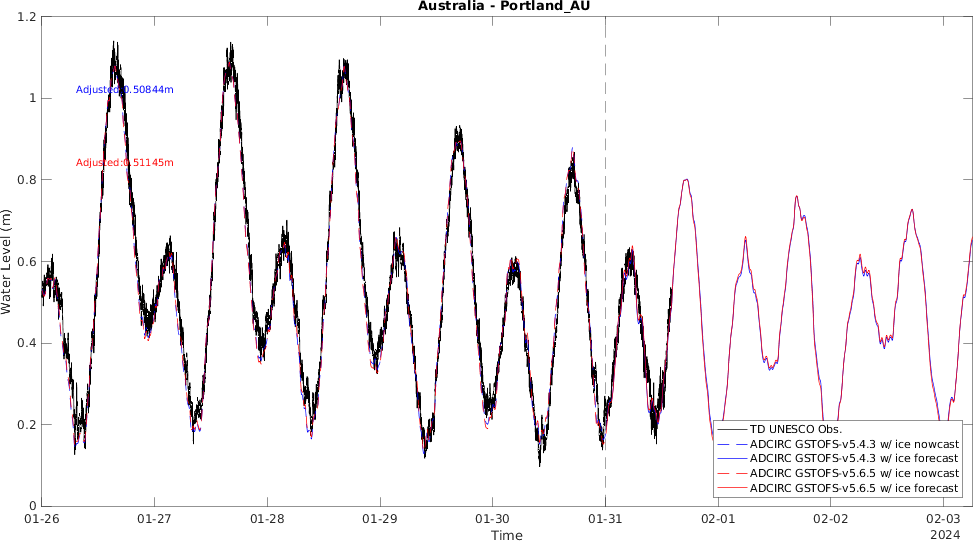 Australia - Portland_AU
1.2
1
0.8
0.6
0.4
0.2
0
Water Level (m)
Adjusted:0.50844m
Adjusted:0.51145m
TD UNESCO Obs.
ADCIRC GSTOFS-v5.4.3 w/ ice nowcast
ADCIRC GSTOFS-v5.4.3 w/ ice forecast
ADCIRC GSTOFS-v5.6.5 w/ ice nowcast
ADCIRC GSTOFS-v5.6.5 w/ ice forecast
01-26 01-27 01-28 01-29 01-30 01-31 02-01 02-02 02-03
Time 2024